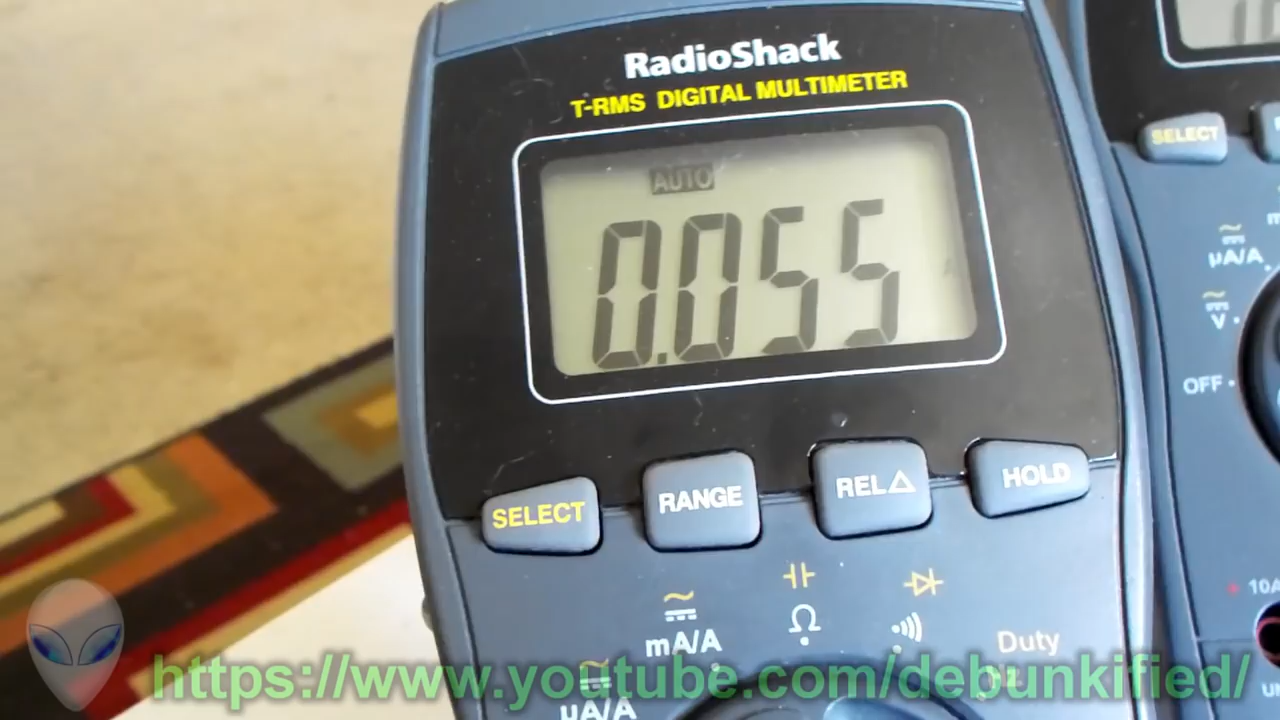 RadioShack
T-RMS DIGITAL MULTIMETER
AUTO
0.055
A
SELECT
RANGE
REL△
HOLD
mA/A
Ω
Duty
Hz
µA/A
SELECT
µA/A
V
OFF
10A
https://www.youtube.com/debunkified/